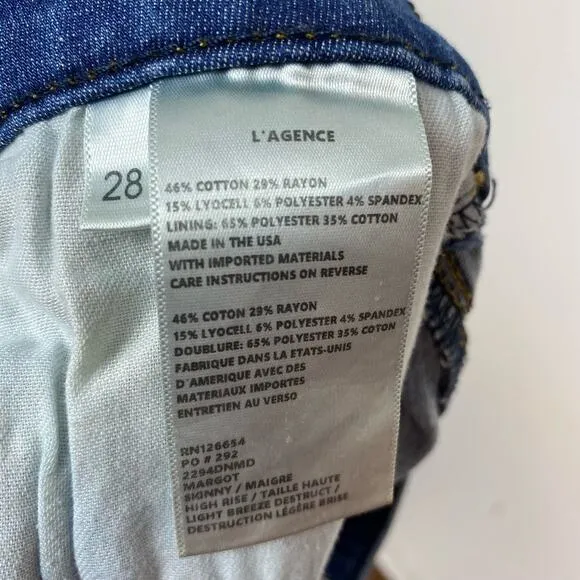 L'AGENCE
28
46% COTTON 29% RAYON
15% LYOCELL 6% POLYESTER 4% SPANDEX
LINING: 65% POLYESTER 35% COTTON
MADE IN THE USA
WITH IMPORTED MATERIALS
CARE INSTRUCTIONS ON REVERSE
46% COTON 29% RAYON
15% LYOCELL 6% POLYESTER 4% SPANDEX
DOUBLURE: 65% POLYESTER 35% COTON
FABRIQUE DANS LA ETATS-UNIS
D'AMERIQUE AVEC DES
MATERIAUX IMPORTES
ENTRETIEN AU VERSO
RN126654
PO # 292
2294DNMD
MARGOT
SKINNY / MAIGRE
HIGH RISE / TAILLE HAUTE
LIGHT BREEZE DESTRUCT /
DESTRUCTION LÉGÈRE BRISE